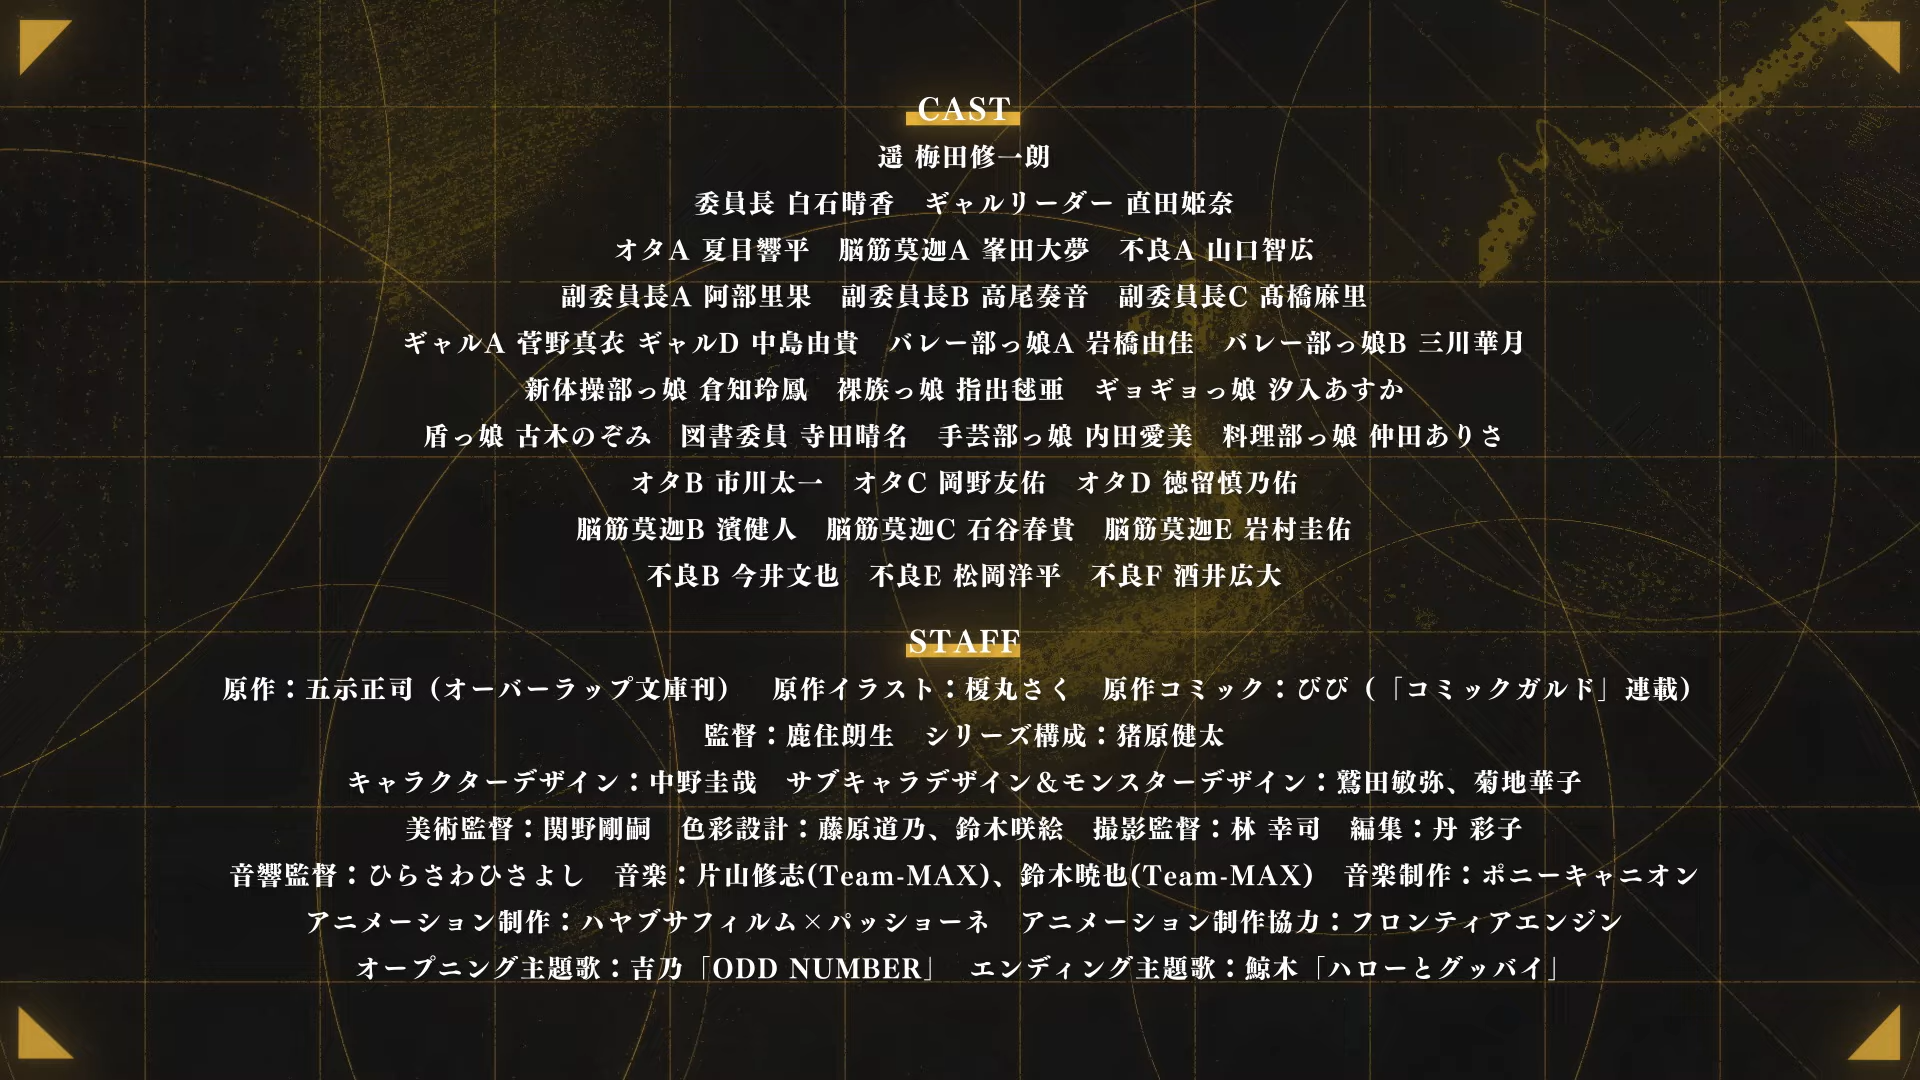 CAST
遥 梅田修一朗
委員長 白石晴香　ギャルリーダー 直田姫奈
オタA 夏目響平　脳筋莫迦A 峯田大夢　不良A 山口智広
副委員長A 阿部里果　副委員長B 高尾奏音　副委員長C 髙橋麻里
ギャルA 菅野真衣 ギャルD 中島由貴　バレー部っ娘A 岩橋由佳　バレー部っ娘B 三川華月
新体操部っ娘 倉知玲鳳　裸族っ娘 指出毬亜　ギョギョっ娘 汐入あすか
盾っ娘 古木のぞみ　図書委員 寺田晴名　手芸部っ娘 内田愛美　料理部っ娘 仲田ありさ
オタB 市川太一　オタC 岡野友佑　オタD 徳留慎乃佑
脳筋莫迦B 濱健人　脳筋莫迦C 石谷春貴　脳筋莫迦E 岩村圭佑
不良B 今井文也　不良E 松岡洋平　不良F 酒井広大
STAFF
原作：五示正司（オーバーラップ文庫刊）　原作イラスト：榎丸さく　原作コミック：びび（「コミックガルド」連載）
監督：鹿住朗生　シリーズ構成：猪原健太
キャラクターデザイン：中野圭哉　サブキャラデザイン＆モンスターデザイン：鷲田敏弥、菊地華子
美術監督：関野剛嗣　色彩設計：藤原道乃、鈴木咲絵　撮影監督：林 幸司　編集：丹 彩子
音響監督：ひらさわひさよし　音楽：片山修志(Team-MAX)、鈴木暁也(Team-MAX)　音楽制作：ポニーキャニオン
アニメーション制作：ハヤブサフィルム×パッショーネ　アニメーション制作協力：フロンティアエンジン
オープニング主題歌：吉乃「ODD NUMBER」　エンディング主題歌：鯨木「ハローとグッバイ」